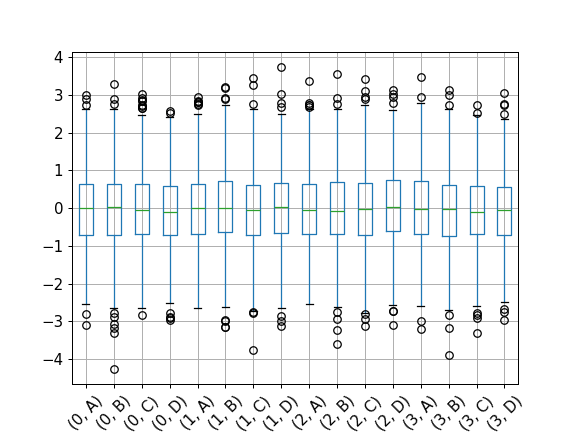 4
3
2
1
0
−1
−2
−3
−4
(0, A)
(0, B)
(0, C)
(0, D)
(1, A)
(1, B)
(1, C)
(1, D)
(2, A)
(2, B)
(2, C)
(2, D)
(3, A)
(3, B)
(3, C)
(3, D)